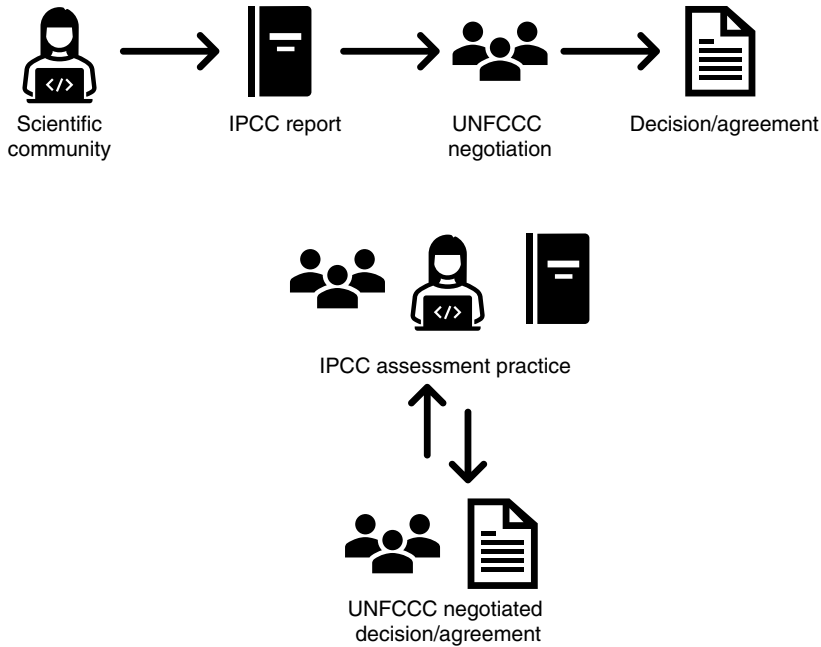 Scientific
community
IPCC report
UNFCCC
negotiation
Decision/agreement
</>
IPCC assessment practice
</>
UNFCCC negotiated
decision/agreement